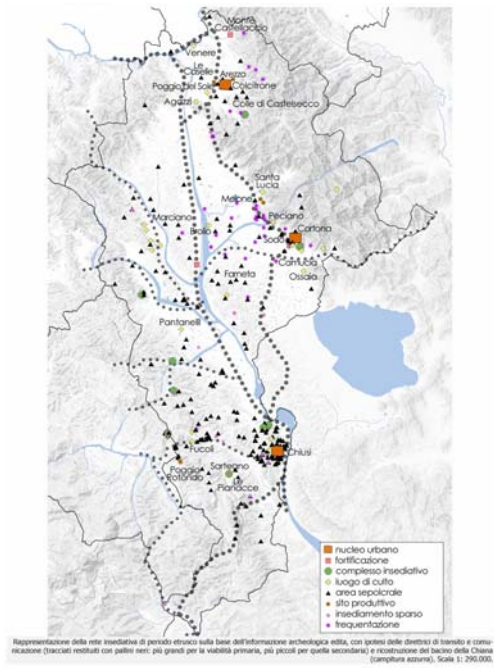 Monte
Castellaccio
Venere
Le
Caselle
Arezzo
Poggio del Sole
Colcitrone
Agazzi
Colle di Castelsecco
Santa
Lucia
Melone
Peciano
Marciano
Brolio
Cortona
Sodo
Camucia
Farneta
Ossaia
Pantanelli
Fucoli
Chiusi
Poggio
Rotondo
Sarteano
Le
Pianacce
nucleo urbano
fortificazione
complesso insediativo
luogo di culto
area sepolcrale
sito produttivo
insediamento sparso
frequentazione
Rappresentazione della rete insediativa di periodo etrusco sulla base dell'informazione archeologica edita, con ipotesi delle direttrici di transito e comu-
nicazione (tracciati restituiti con pallini neri: più grandi per la viabilità primaria, più piccoli per quella secondaria) e ricostruzione del bacino della Chiana
(campitura azzurra). Scala 1: 290.000.